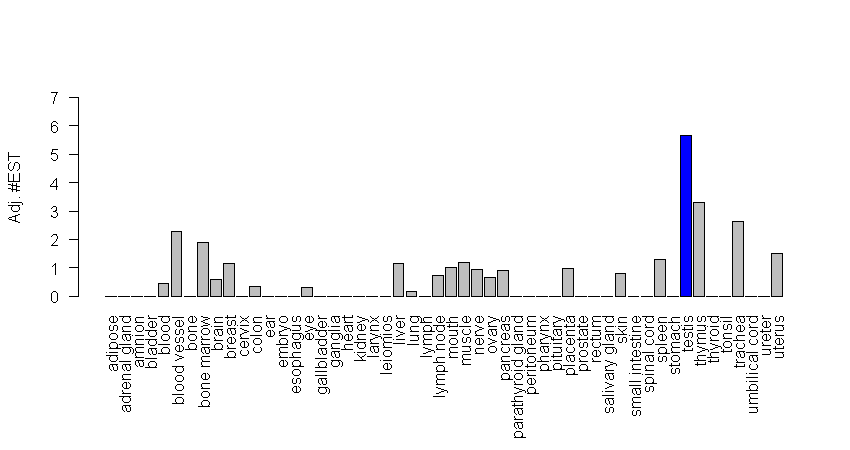 7
6
5
4
3
2
1
0
Adj. #EST
adipose
adrenal gland
amnion
bladder
blood
blood vessel
bone
bone marrow
brain
breast
cervix
colon
ear
embryo
esophagus
eye
gallbladder
ganglia
heart
kidney
larynx
leiomios
liver
lung
lymph
lymph node
mouth
muscle
nerve
ovary
pancreas
parathyroid gland
peritoneum
pharynx
pituitary
placenta
prostate
rectum
salivary gland
skin
small intestine
spinal cord
spleen
stomach
testis
thymus
thyroid
tonsil
trachea
umbilical cord
ureter
uterus